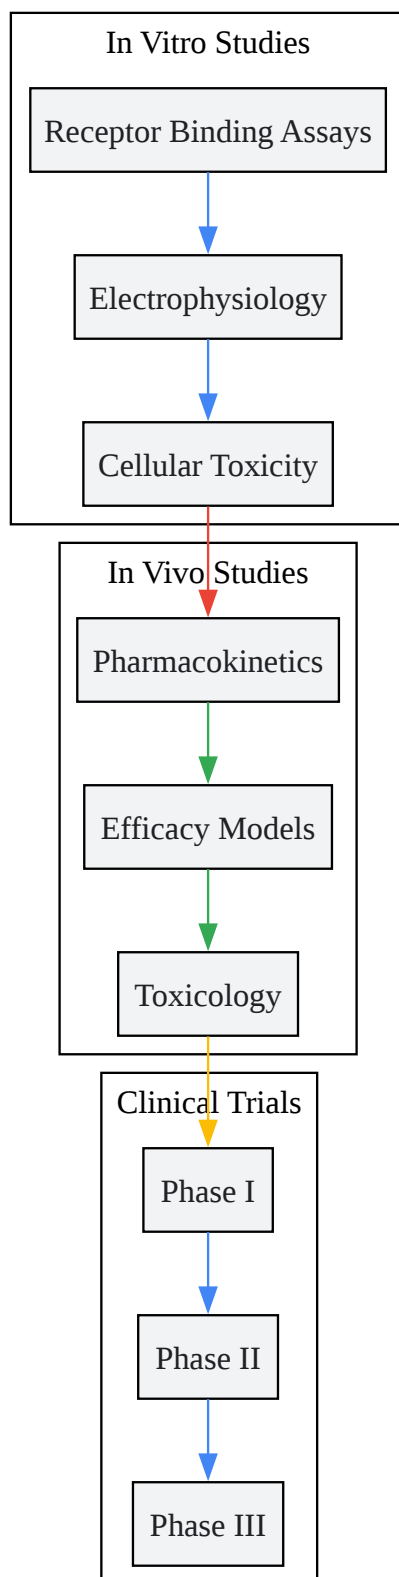 In Vitro Studies
Receptor Binding Assays
Electrophysiology
Cellular Toxicity
In Vivo Studies
Pharmacokinetics
Efficacy Models
Toxicology
Clinical Trials
Phase I
Phase II
Phase III